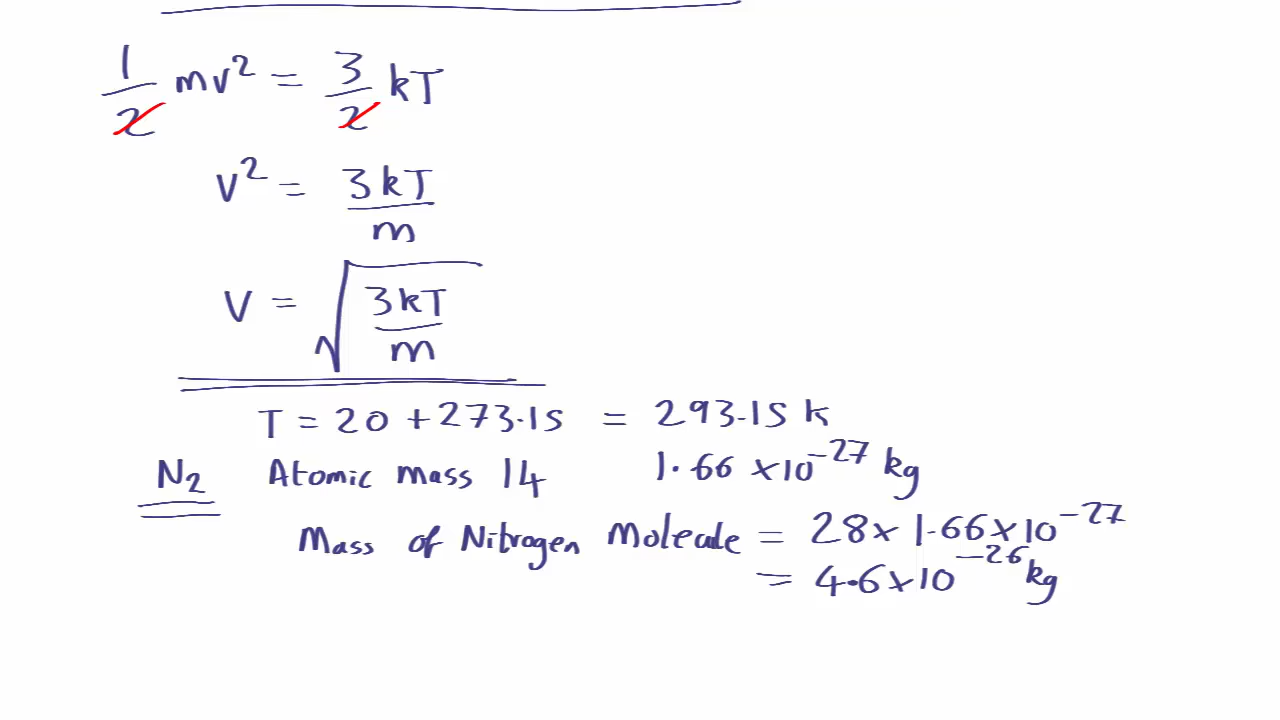 1/2 mv² = 3/2 kT
v² = 3kT/m
V = √(3kT/m)
T = 20 + 273.15 = 293.15 k
N₂ Atomic mass 14 1.66 × 10⁻²⁷ kg
Mass of Nitrogen Molecule = 28 × 1.66 × 10⁻²⁷
= 4.6 × 10⁻²⁶ kg